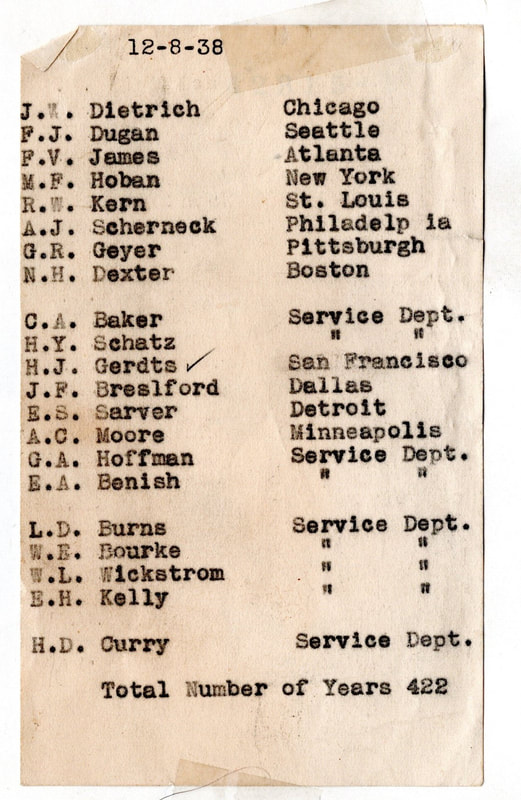 12-8-38
J.W. Dietrich Chicago
F.J. Dugan Seattle
F.V. James Atlanta
M.F. Hoban New York
R.W. Kern St. Louis
A.J. Scherneck Philadelp ia
G.R. Geyer Pittsburgh
N.H. Dexter Boston
C.A. Baker Service Dept.
H.Y. Schatz " "
H.J. Gerdts ✓ San Francisco
J.F. Breslford Dallas
E.S. Sarver Detroit
A.C. Moore Minneapolis
G.A. Hoffman Service Dept.
E.A. Benish " "
L.D. Burns Service Dept.
W.E. Bourke " "
W.L. Wickstrom " "
E.H. Kelly " "
H.D. Curry Service Dept.
Total Number of Years 422